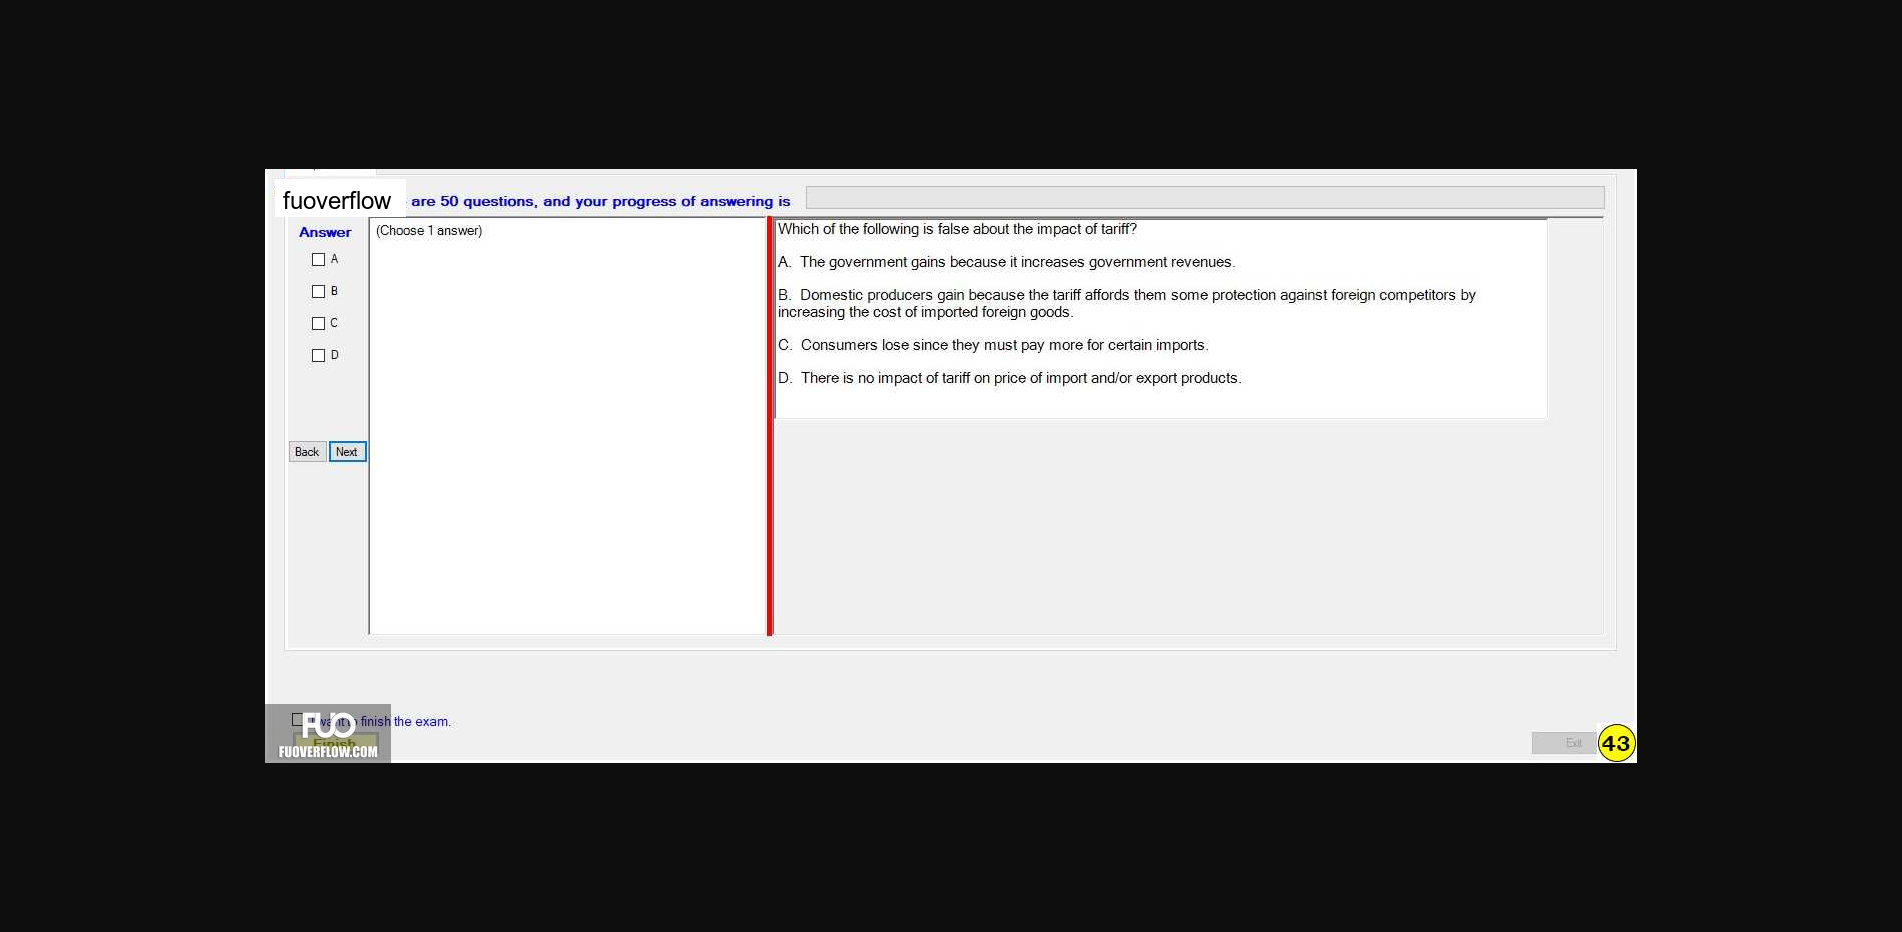 fuoverflow are 50 questions, and your progress of answering is
Answer
A
B
C
D
Back Next
(Choose 1 answer)
Which of the following is false about the impact of tariff?
A. The government gains because it increases government revenues.
B. Domestic producers gain because the tariff affords them some protection against foreign competitors by
increasing the cost of imported foreign goods.
C. Consumers lose since they must pay more for certain imports.
D. There is no impact of tariff on price of import and/or export products.
I want to finish the exam.
Finish
FUO
FUOVERFLOW.COM
Exit
43